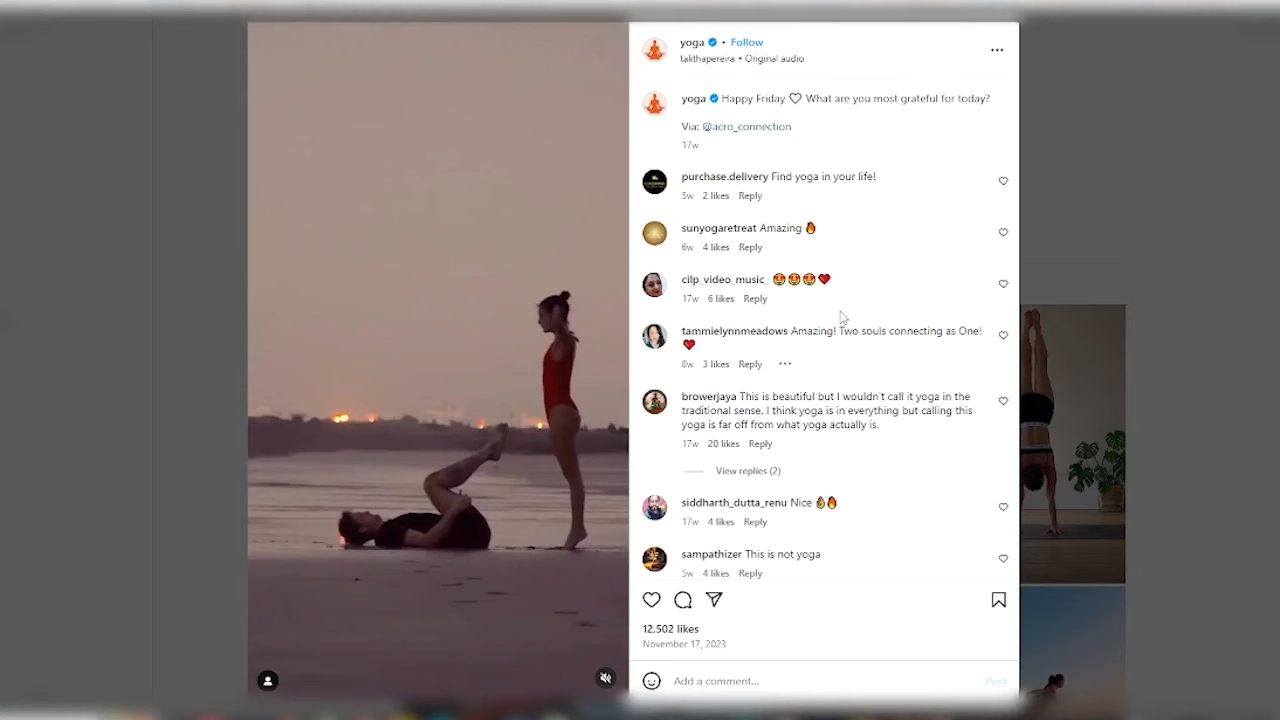 yoga • Follow
talithapereira • Original audio
yoga Happy Friday ♡ What are you most grateful for today?
Via: @acro_connection
17w
purchase.delivery Find yoga in your life!
5w 2 likes Reply
sunyogaretreat Amazing 🔥
6w 4 likes Reply
cilp_video_music_ 🤩🤩🤩❤️
17w 6 likes Reply
tammielynnmeadows Amazing! Two souls connecting as One!
❤️
8w 3 likes Reply
browerjaya This is beautiful but I wouldn't call it yoga in the
traditional sense. I think yoga is in everything but calling this
yoga is far off from what yoga actually is.
17w 20 likes Reply
View replies (2)
siddharth_dutta_renu Nice 👌🔥
17w 4 likes Reply
sampathizer This is not yoga
5w 4 likes Reply
12,502 likes
November 17, 2023
Add a comment...
Post